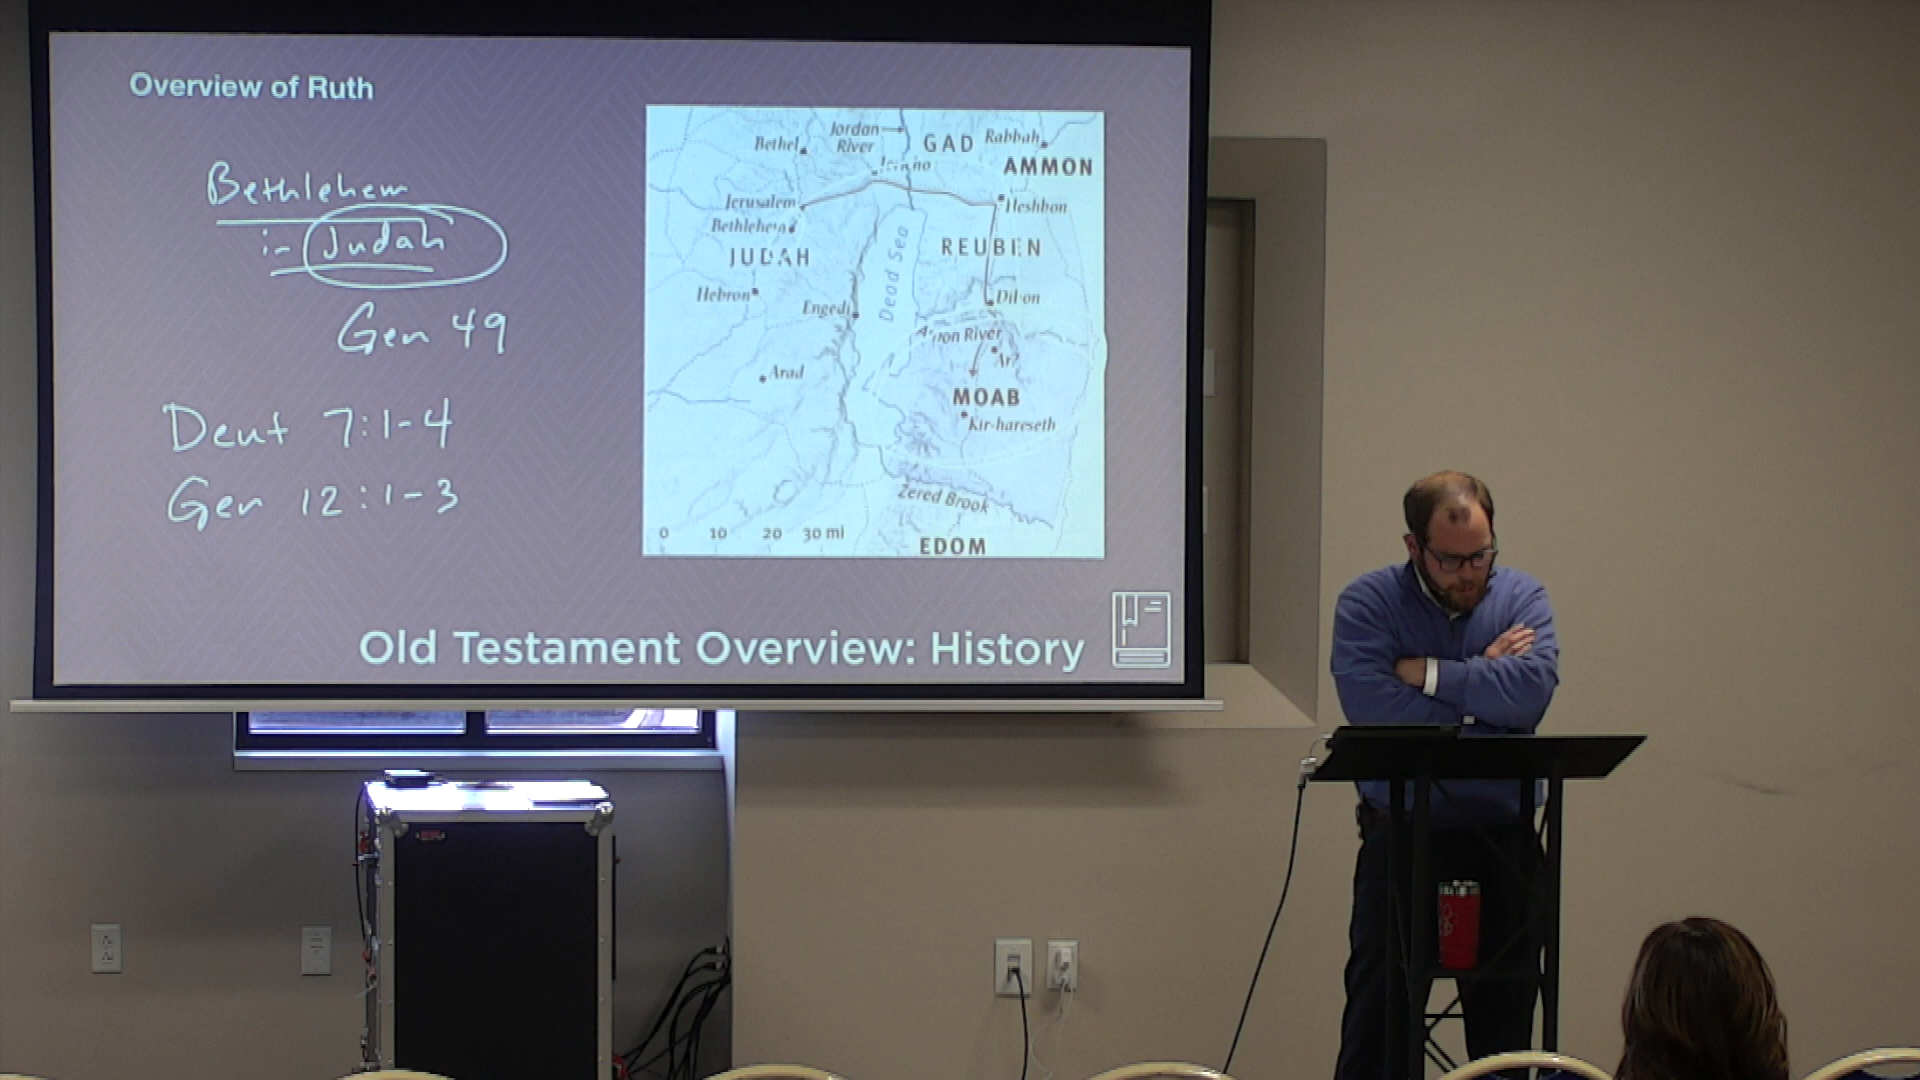 Overview of Ruth
Bethlehem
in Judah
Gen 49
Deut 7:1-4
Gen 12:1-3
Jordan River
GAD
Rabbah
Bethel
AMMON
Jericho
Jerusalem
Heshbon
Bethlehem
JUDAH
REUBEN
Dead Sea
Hebron
Engedi
Dibon
Arnon River
Ar?
Arad
MOAB
Kir-hareseth
Zered Brook
0 10 20 30 mi
EDOM
Old Testament Overview: History